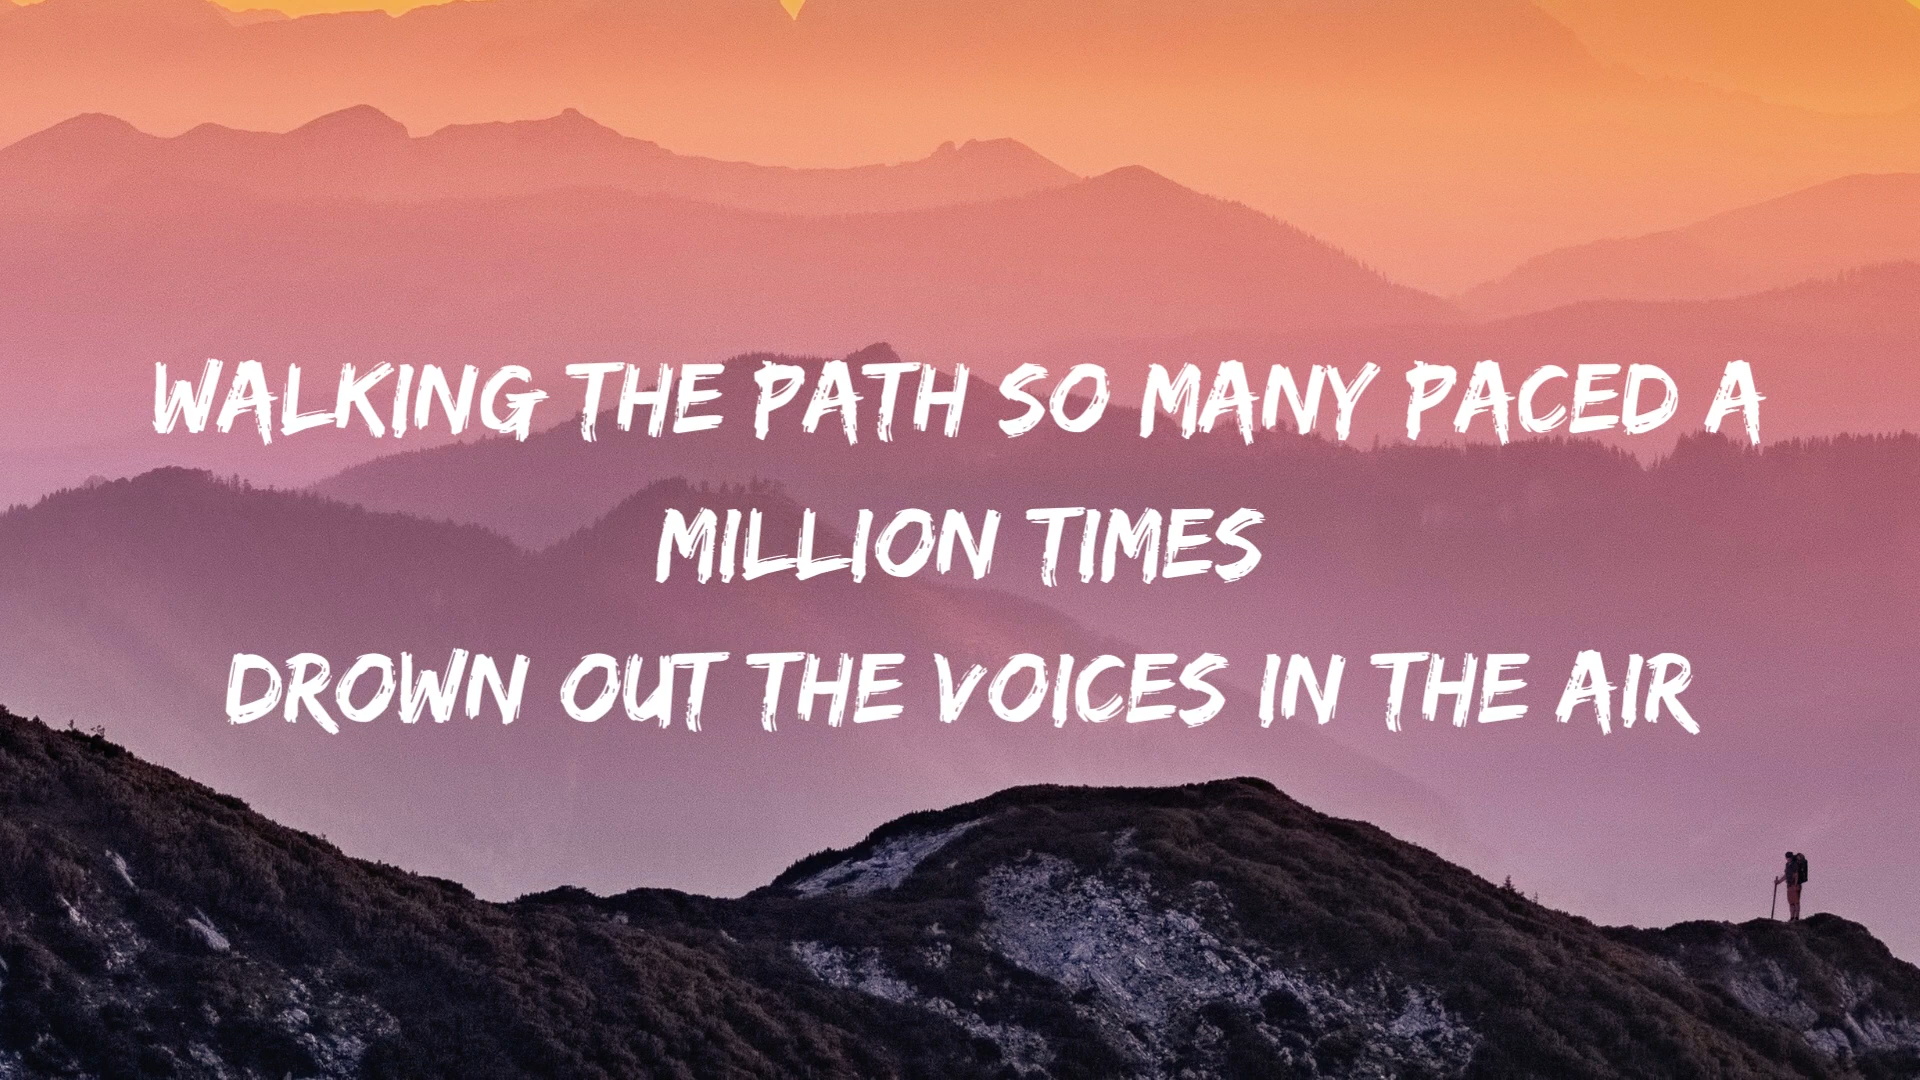 WALKING THE PATH SO MANY PACED A
MILLION TIMES
DROWN OUT THE VOICES IN THE AIR